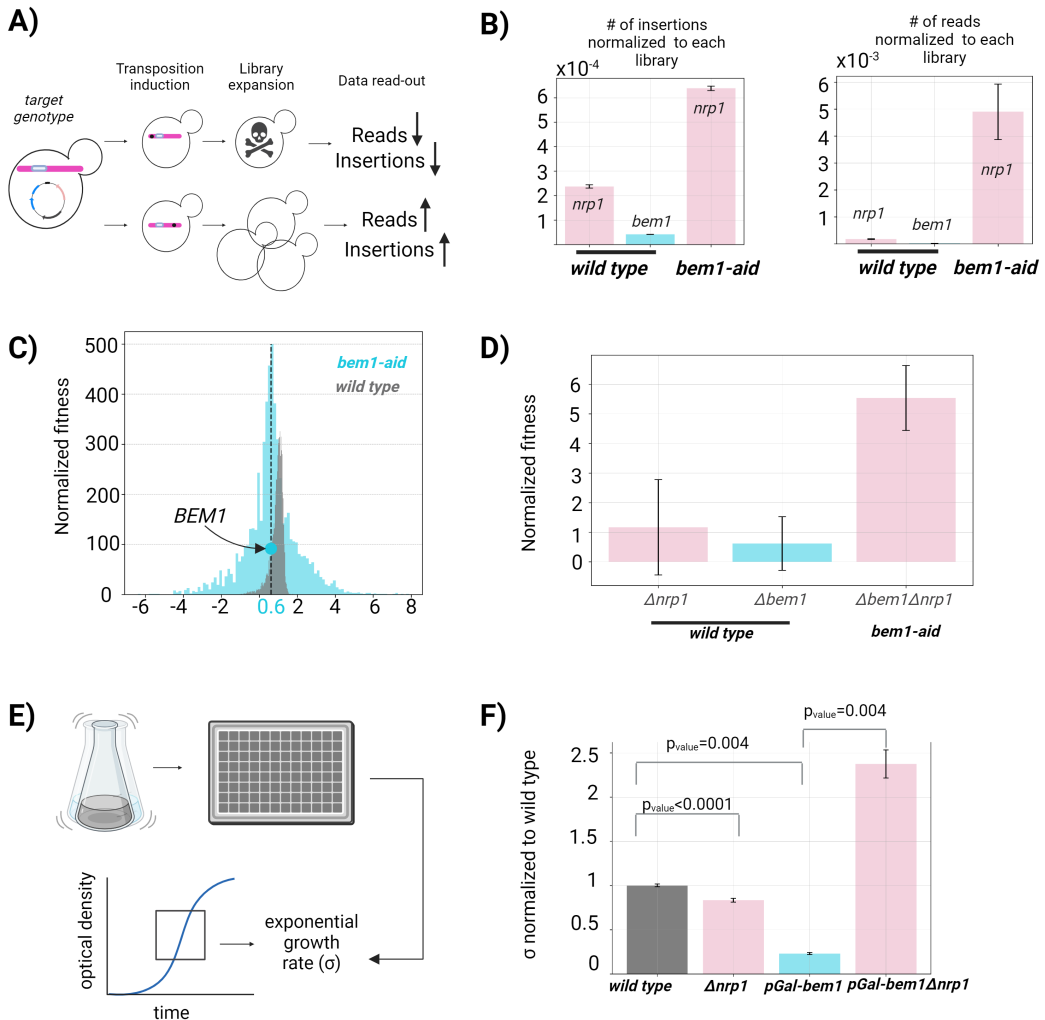 A)
target
genotype
Transposition
induction
Library
expansion
Data read-out
Reads
Insertions
Reads
Insertions
B)
# of insertions
normalized to each
library
x10⁻⁴
6
5
4
3
2
1
nrp1
bem1
nrp1
wild type
bem1-aid
# of reads
normalized to each
library
x10⁻³
6
5
4
3
2
1
nrp1
bem1
nrp1
wild type
bem1-aid
C)
Normalized fitness
500
400
300
200
100
0
bem1-aid
wild type
BEM1
-6 -4 -2 0.6 2 4 6 8
D)
Normalized fitness
6
5
4
3
2
1
0
Δnrp1 Δbem1 Δbem1Δnrp1
wild type bem1-aid
E)
optical density
time
exponential
growth
rate (σ)
F)
σ normalized to wild type
2.5
2
1.5
1
0.5
0
pvalue=0.004
pvalue=0.004
pvalue<0.0001
wild type Δnrp1 pGal-bem1 pGal-bem1Δnrp1